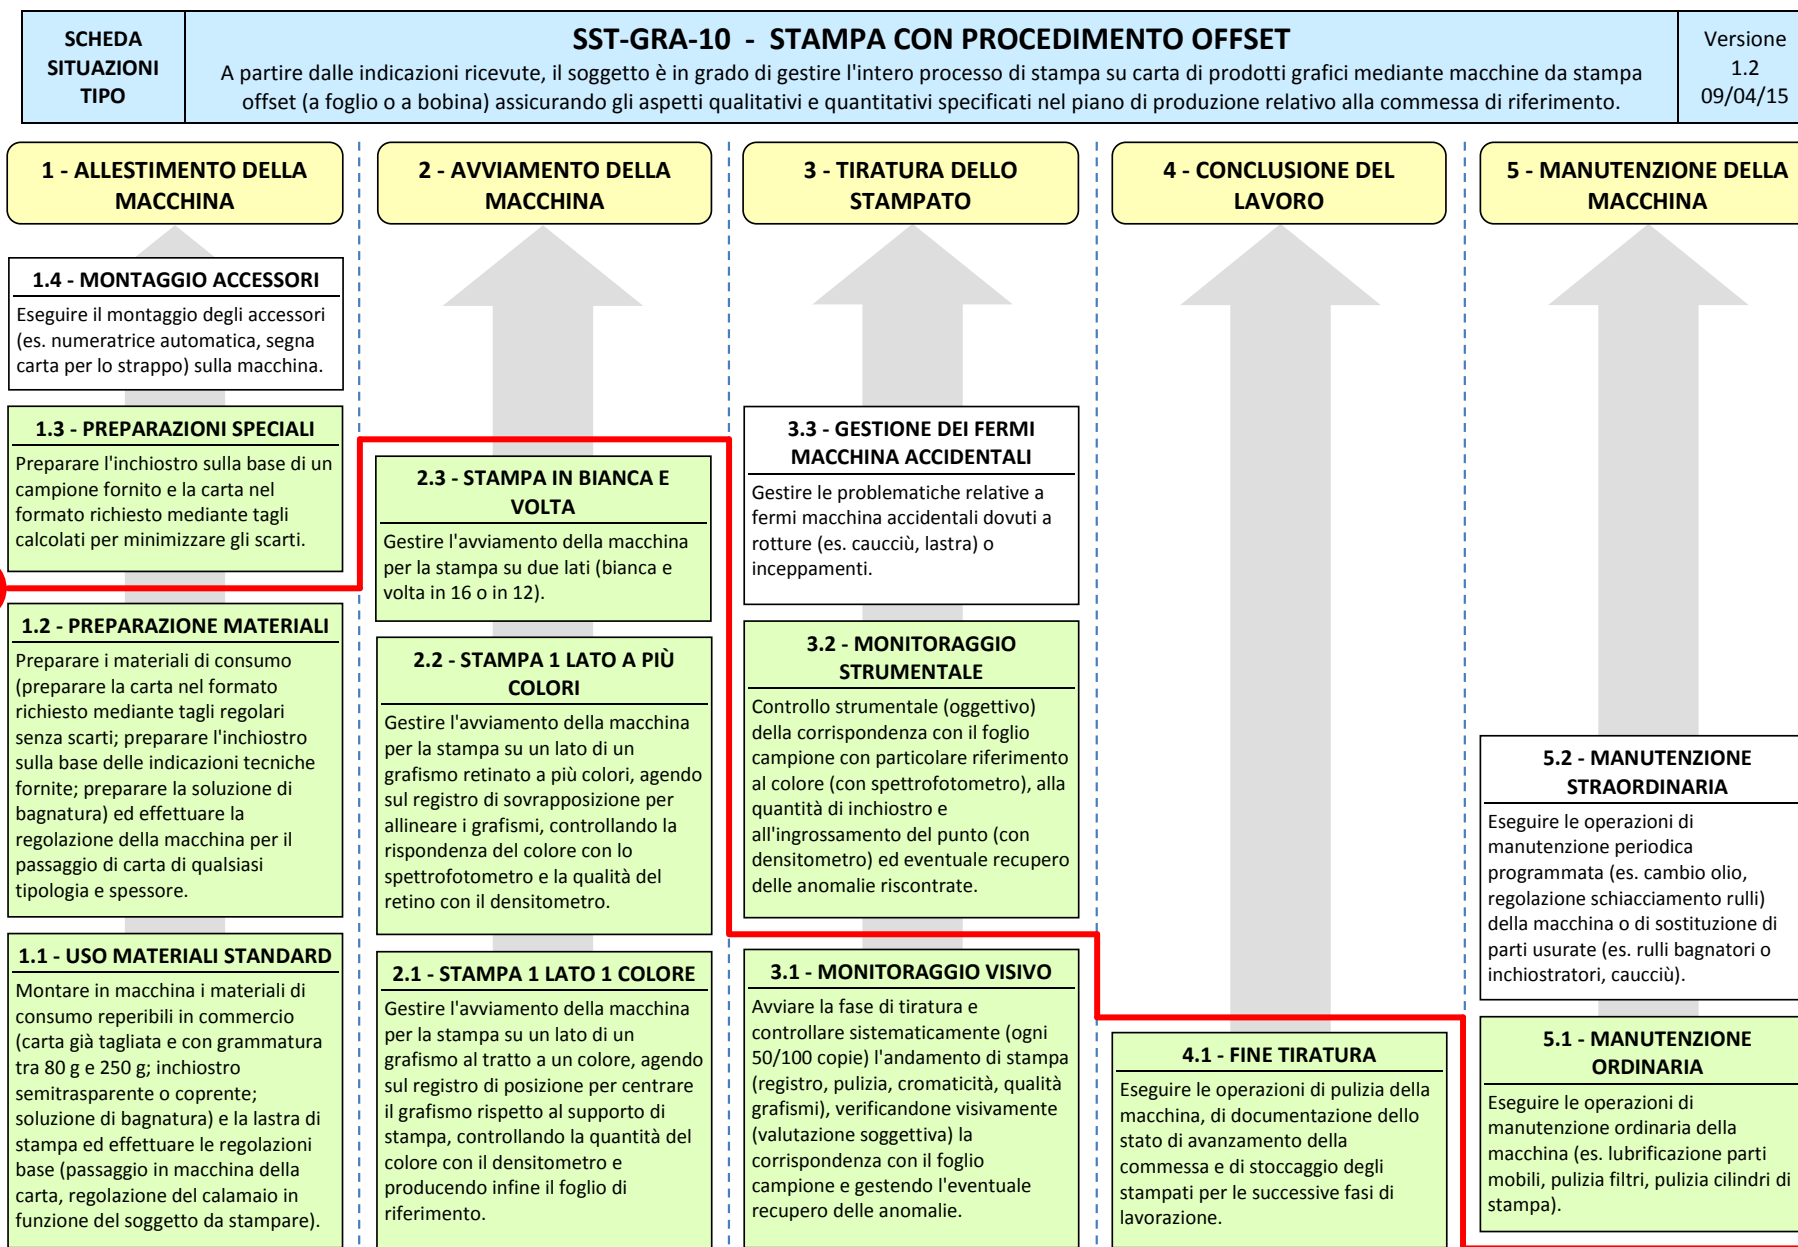 SCHEDA
SITUAZIONI
TIPO
SST-GRA-10 - STAMPA CON PROCEDIMENTO OFFSET
A partire dalle indicazioni ricevute, il soggetto è in grado di gestire l'intero processo di stampa su carta di prodotti grafici mediante macchine da stampa
offset (a foglio o a bobina) assicurando gli aspetti qualitativi e quantitativi specificati nel piano di produzione relativo alla commessa di riferimento.
Versione
1.2
09/04/15
1 - ALLESTIMENTO DELLA
MACCHINA
1.4 - MONTAGGIO ACCESSORI
Eseguire il montaggio degli accessori
(es. numeratrice automatica, segna
carta per lo strappo) sulla macchina.
1.3 - PREPARAZIONI SPECIALI
Preparare l'inchiostro sulla base di un
campione fornito e la carta nel
formato richiesto mediante tagli
calcolati per minimizzare gli scarti.
1.2 - PREPARAZIONE MATERIALI
Preparare i materiali di consumo
(preparare la carta nel formato
richiesto mediante tagli regolari
senza scarti; preparare l'inchiostro
sulla base delle indicazioni tecniche
fornite; preparare la soluzione di
bagnatura) ed effettuare la
regolazione della macchina per il
passaggio di carta di qualsiasi
tipologia e spessore.
1.1 - USO MATERIALI STANDARD
Montare in macchina i materiali di
consumo reperibili in commercio
(carta già tagliata e con grammatura
tra 80 g e 250 g; inchiostro
semitrasparente o coprente;
soluzione di bagnatura) e la lastra di
stampa ed effettuare le regolazioni
base (passaggio in macchina della
carta, regolazione del calamaio in
funzione del soggetto da stampare).
2 - AVVIAMENTO DELLA
MACCHINA
2.3 - STAMPA IN BIANCA E
VOLTA
Gestire l'avviamento della macchina
per la stampa su due lati (bianca e
volta in 16 o in 12).
2.2 - STAMPA 1 LATO A PIÙ
COLORI
Gestire l'avviamento della macchina
per la stampa su un lato di un
grafismo retinato a più colori, agendo
sul registro di sovrapposizione per
allineare i grafismi, controllando la
rispondenza del colore con lo
spettrofotometro e la qualità del
retino con il densitometro.
2.1 - STAMPA 1 LATO 1 COLORE
Gestire l'avviamento della macchina
per la stampa su un lato di un
grafismo al tratto a un colore, agendo
sul registro di posizione per centrare
il grafismo rispetto al supporto di
stampa, controllando la quantità del
colore con il densitometro e
producendo infine il foglio di
riferimento.
3 - TIRATURA DELLO
STAMPATO
3.3 - GESTIONE DEI FERMI
MACCHINA ACCIDENTALI
Gestire le problematiche relative a
fermi macchina accidentali dovuti a
rotture (es. caucciù, lastra) o
inceppamenti.
3.2 - MONITORAGGIO
STRUMENTALE
Controllo strumentale (oggettivo)
della corrispondenza con il foglio
campione con particolare riferimento
al colore (con spettrofotometro), alla
quantità di inchiostro e
all'ingrossamento del punto (con
densitometro) ed eventuale recupero
delle anomalie riscontrate.
3.1 - MONITORAGGIO VISIVO
Avviare la fase di tiratura e
controllare sistematicamente (ogni
50/100 copie) l'andamento di stampa
(registro, pulizia, cromaticità, qualità
grafismi), verificandone visivamente
(valutazione soggettiva) la
corrispondenza con il foglio
campione e gestendo l'eventuale
recupero delle anomalie.
4 - CONCLUSIONE DEL
LAVORO
4.1 - FINE TIRATURA
Eseguire le operazioni di pulizia della
macchina, di documentazione dello
stato di avanzamento della
commessa e di stoccaggio degli
stampati per le successive fasi di
lavorazione.
5 - MANUTENZIONE DELLA
MACCHINA
5.2 - MANUTENZIONE
STRAORDINARIA
Eseguire le operazioni di
manutenzione periodica
programmata (es. cambio olio,
regolazione schiacciamento rulli)
della macchina o di sostituzione di
parti usurate (es. rulli bagnatori o
inchiostratori, caucciù).
5.1 - MANUTENZIONE
ORDINARIA
Eseguire le operazioni di
manutenzione ordinaria della
macchina (es. lubrificazione parti
mobili, pulizia filtri, pulizia cilindri di
stampa).